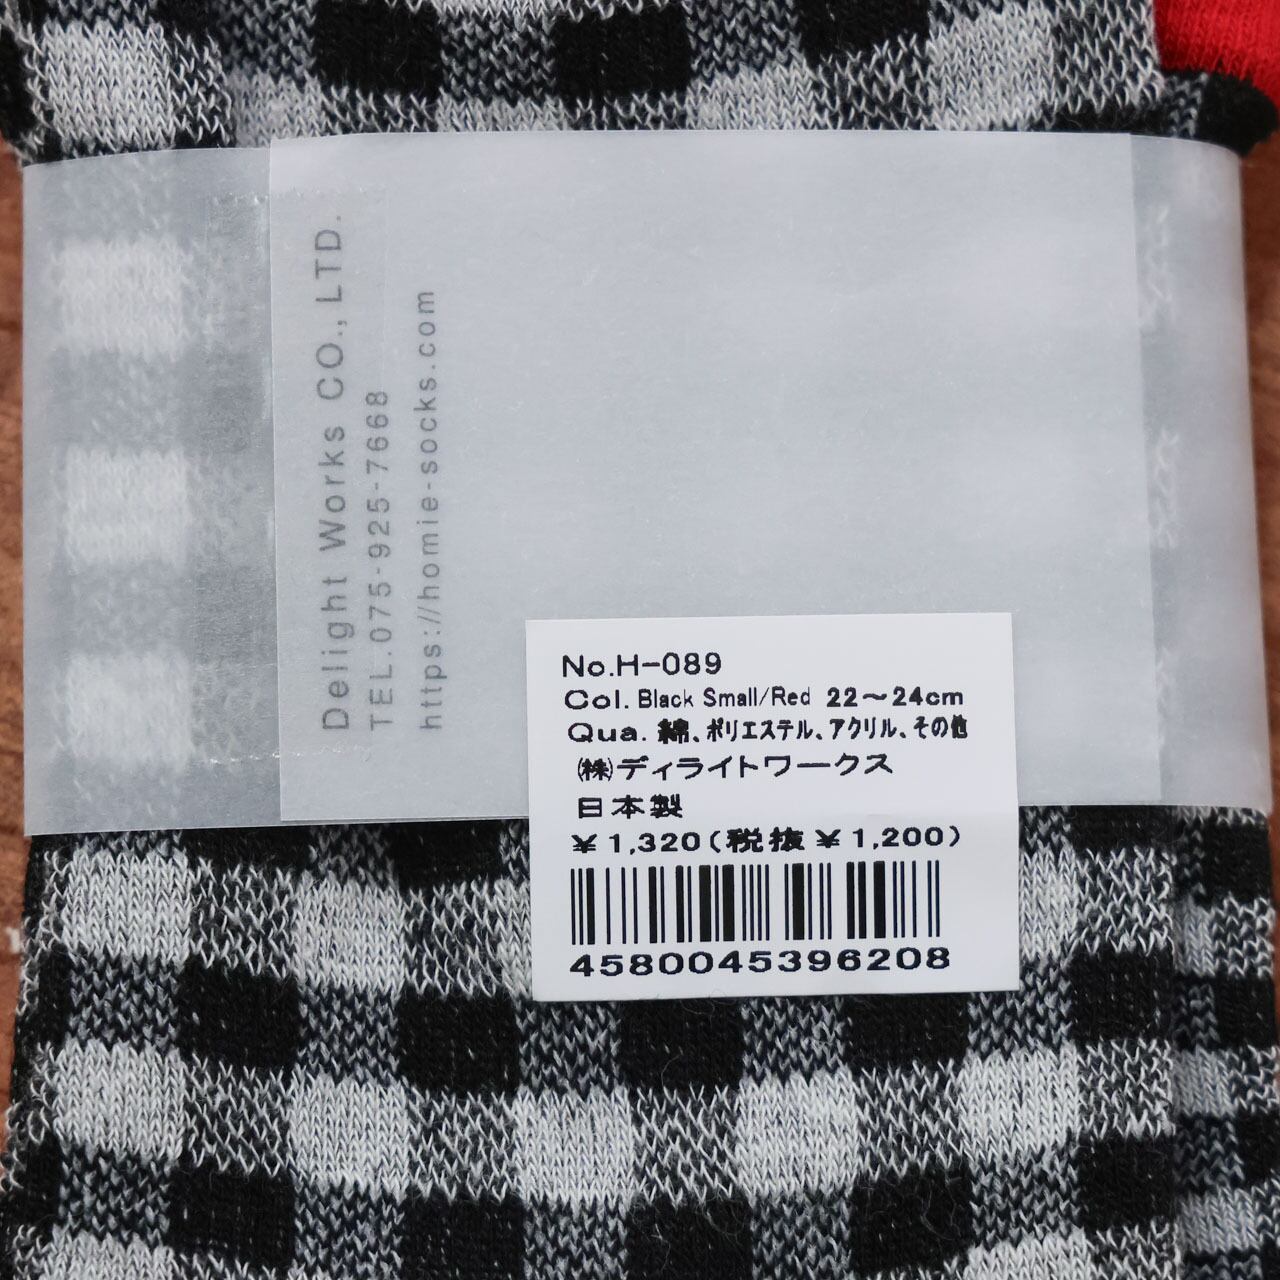 Delight Works CO., LTD.
TEL.075-925-7668
https://homie-socks.com
No.H-089
Col. Black Small/Red 22～24cm
Qua. 綿、ポリエステル、アクリル、その他
㈱ディライトワークス
日本製
¥1,320(税抜¥1,200)
4580045396208